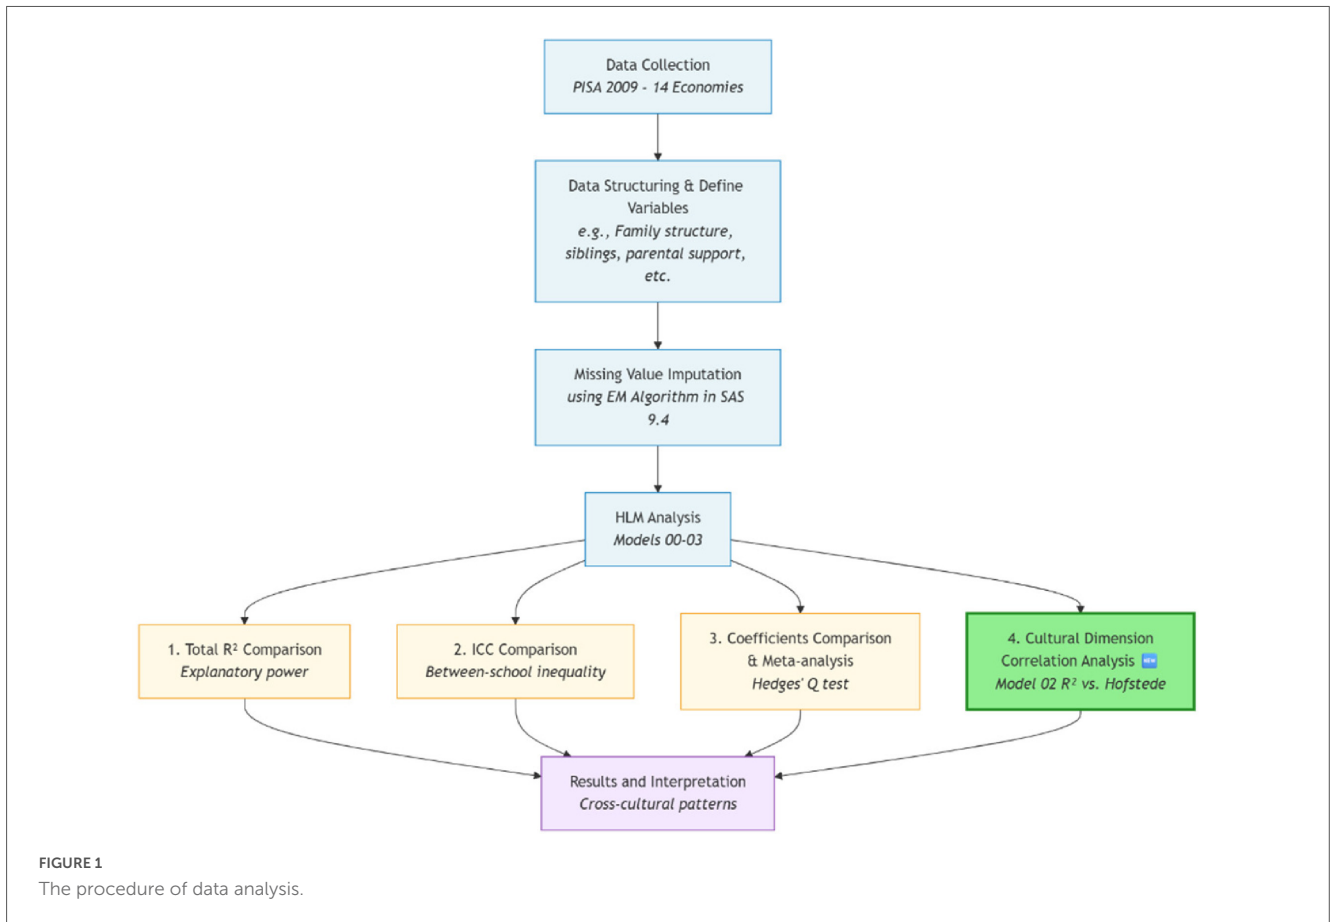 Data Collection
PISA 2009 - 14 Economies
Data Structuring & Define
Variables
e.g., Family structure,
siblings, parental support,
etc.
Missing Value Imputation
using EM Algorithm in SAS
9.4
HLM Analysis
Models 00-03
1. Total R² Comparison
Explanatory power
2. ICC Comparison
Between-school inequality
3. Coefficients Comparison
& Meta-analysis
Hedges' Q test
4. Cultural Dimension
Correlation Analysis 🆕
Model 02 R² vs. Hofstede
Results and Interpretation
Cross-cultural patterns
FIGURE 1
The procedure of data analysis.